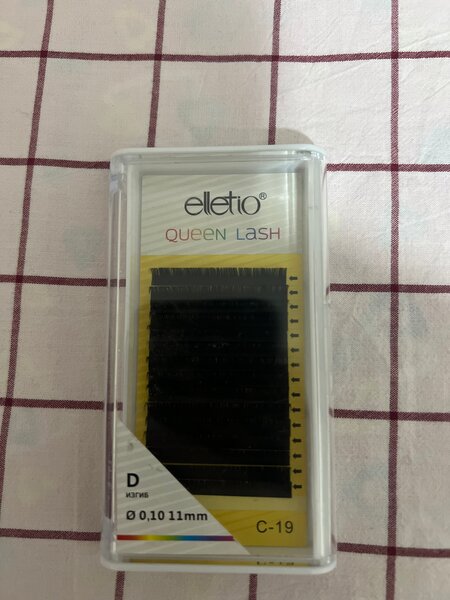 elletio®
QUEEN LASH
D
ИЗГИБ
Ø 0,10 11mm
C-19